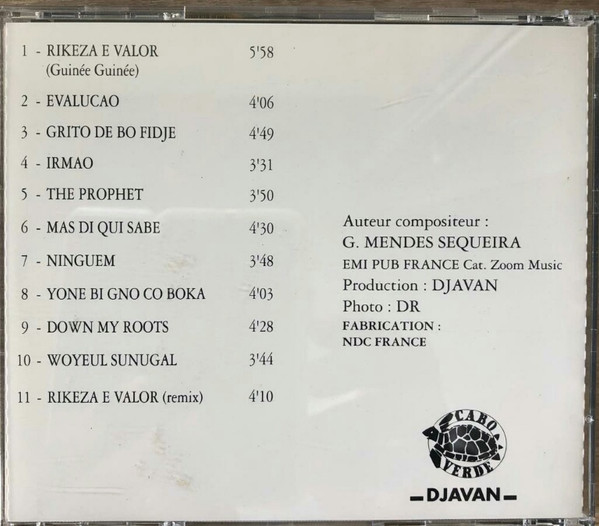 1 - RIKEZA E VALOR 5'58
(Guinée Guinée)
2 - EVALUCAO 4'06
3 - GRITO DE BO FIDJE 4'49
4 - IRMAO 3'31
5 - THE PROPHET 3'50
6 - MAS DI QUI SABE 4'30
7 - NINGUEM 3'48
8 - YONE BI GNO CO BOKA 4'03
9 - DOWN MY ROOTS 4'28
10 - WOYEUL SUNUGAL 3'44
11 - RIKEZA E VALOR (remix) 4'10
Auteur compositeur :
G. MENDES SEQUEIRA
EMI PUB FRANCE Cat. Zoom Music
Production : DJAVAN
Photo : DR
FABRICATION :
NDC FRANCE
CABO
VERDE
- DJAVAN -